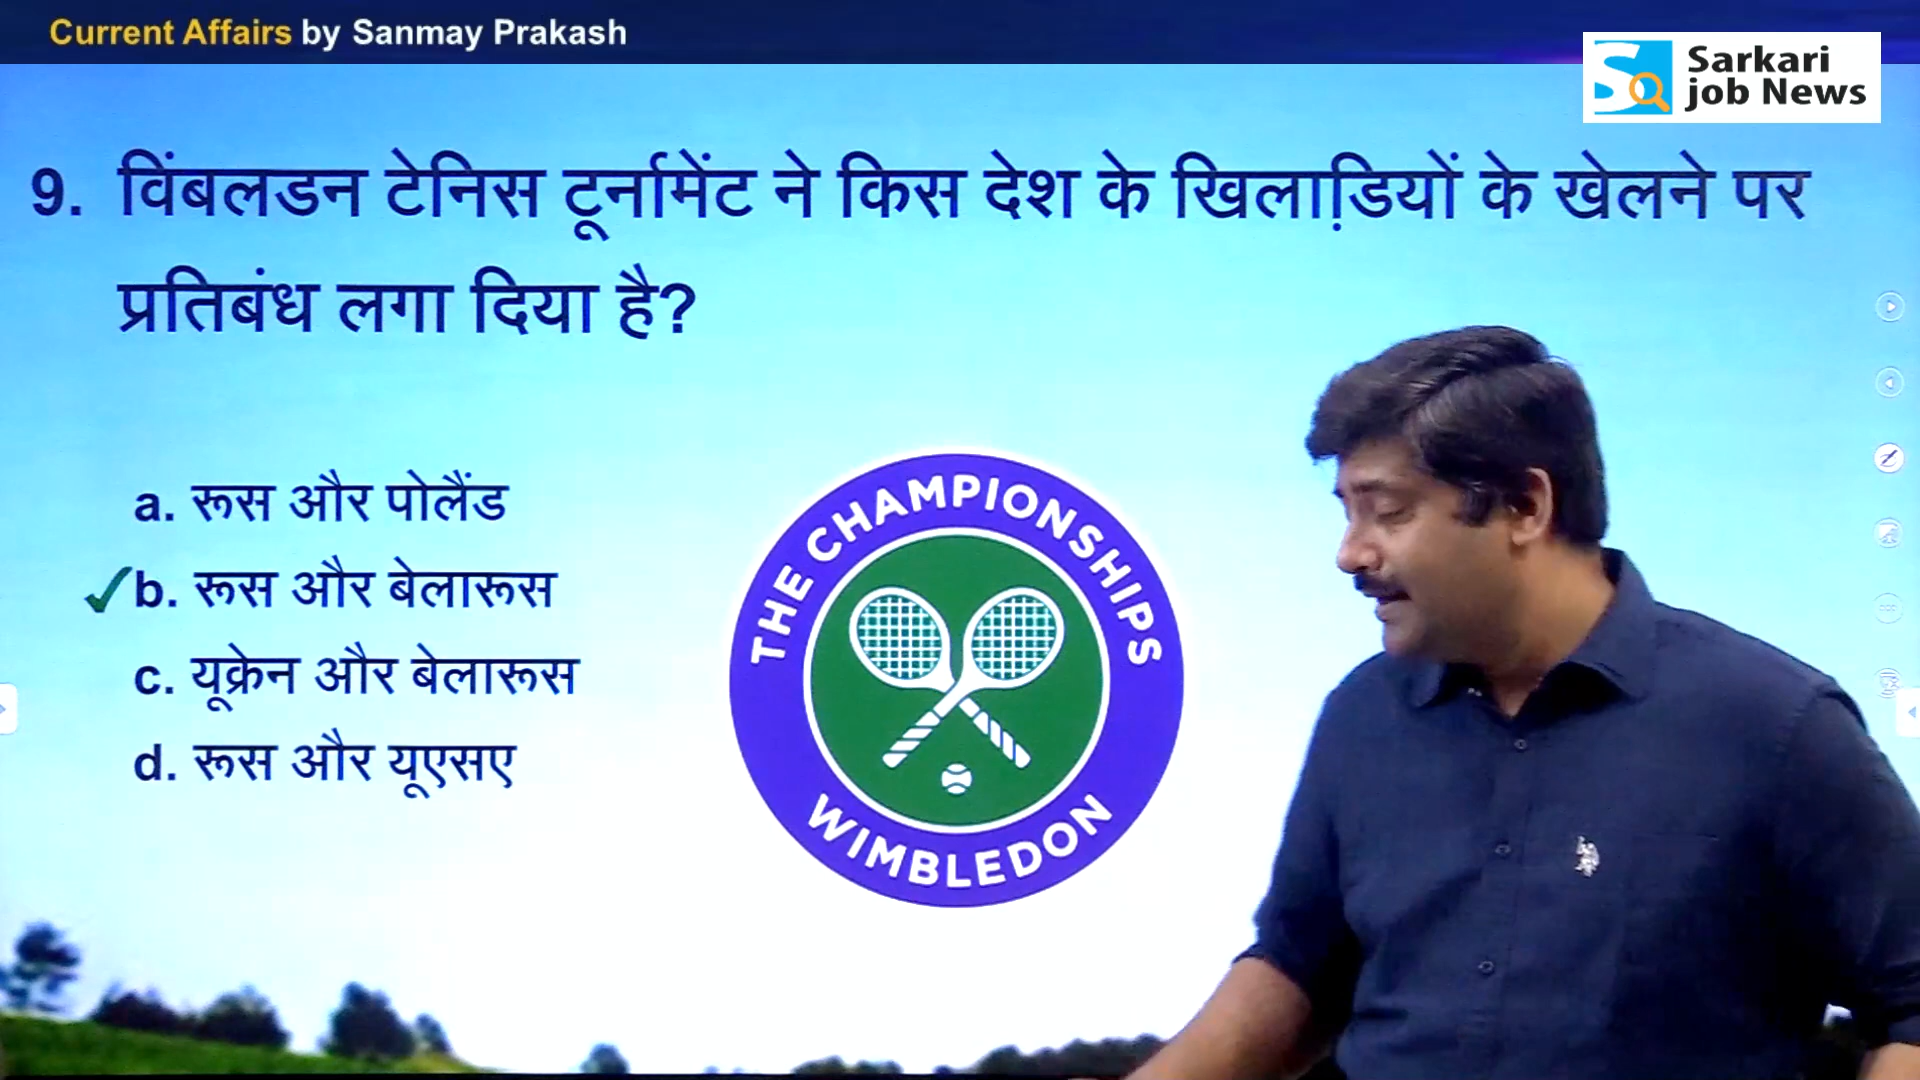 Current Affairs by Sanmay Prakash
Sarkari
job News
9. विंबलडन टेनिस टूर्नामेंट ने किस देश के खिलाडि़यों के खेलने पर
प्रतिबंध लगा दिया है?
a. रूस और पोलैंड
b. रूस और बेलारूस
c. यूक्रेन और बेलारूस
d. रूस और यूएसए
THE CHAMPIONSHIPS
WIMBLEDON